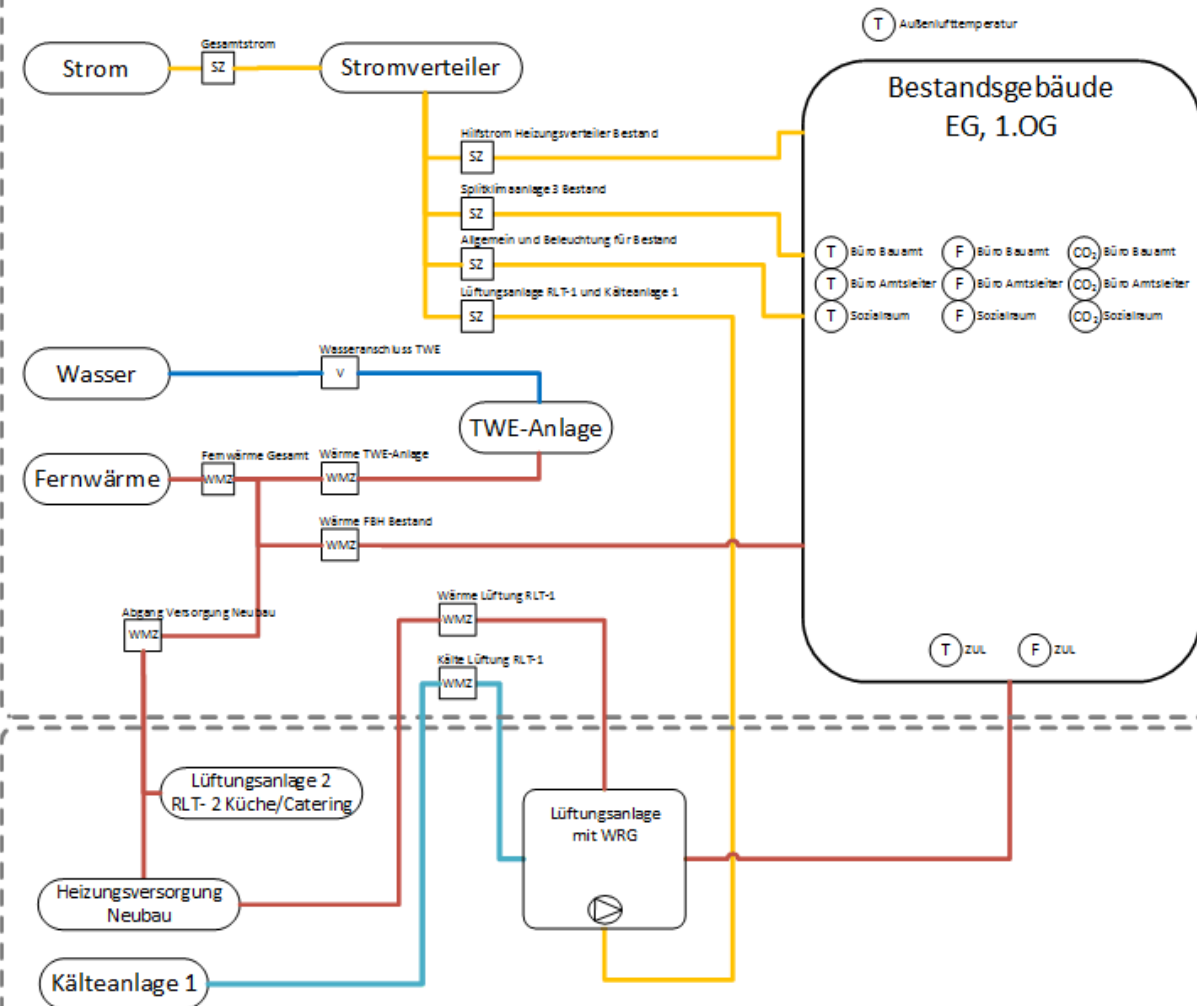 T Außenlufttemperatur
Gesamtstrom
Strom
SZ
Stromverteiler
Bestandsgebäude
EG, 1.OG
Hilfstrom Heizungsverteiler Bestand
SZ
Splitklimaanlage 3 Bestand
SZ
Allgemein und Beleuchtung für Bestand
SZ
Lüftungsanlage RLT-1 und Kälteanlage 1
SZ
T Büro Bauamt F Büro Bauamt CO₂ Büro Bauamt
T Büro Amtsleiter F Büro Amtsleiter CO₂ Büro Amtsleiter
T Sozialraum F Sozialraum CO₂ Sozialraum
Wasseranschluss TWE
Wasser
V
TWE-Anlage
Fernwärme Gesamt
Wärme TWE-Anlage
Fernwärme
WMZ
WMZ
Wärme FBH Bestand
WMZ
Abgang Versorgung Neubau
WMZ
Wärme Lüftung RLT-1
WMZ
Kälte Lüftung RLT-1
WMZ
T ZUL F ZUL
Lüftungsanlage 2
RLT- 2 Küche/Catering
Lüftungsanlage
mit WRG
Heizungsversorgung
Neubau
Kälteanlage 1